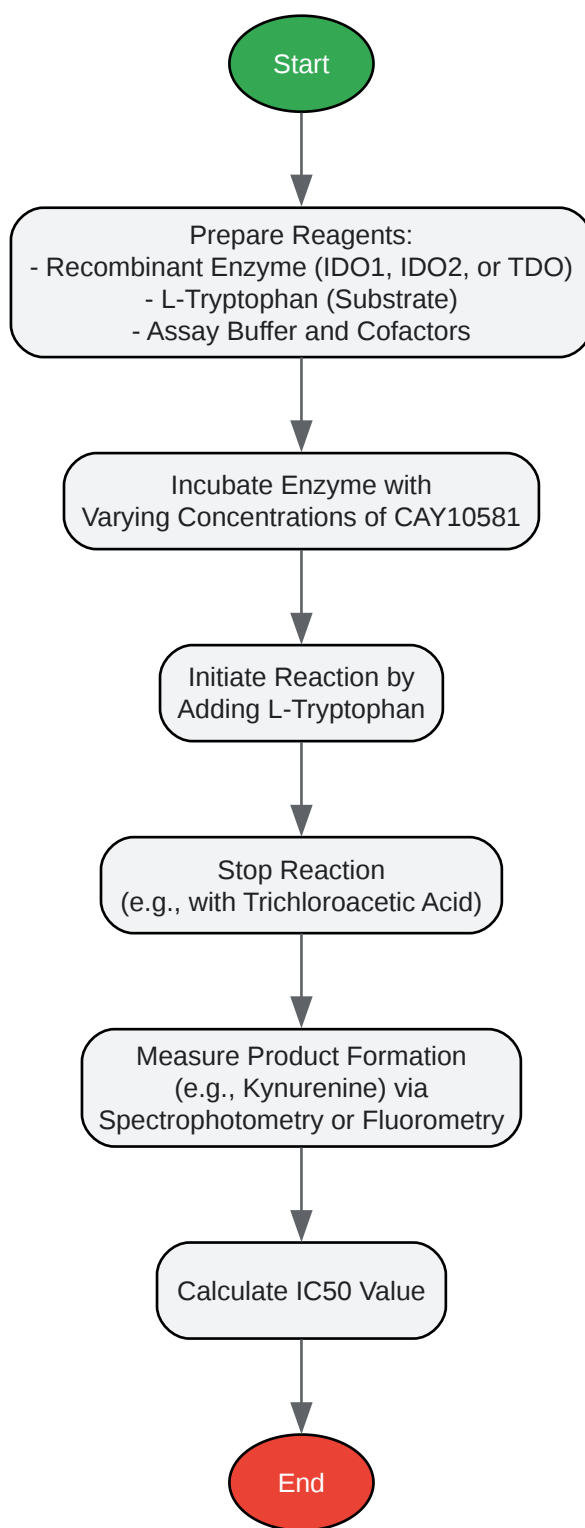 Start
Prepare Reagents:
- Recombinant Enzyme (IDO1, IDO2, or TDO)
- L-Tryptophan (Substrate)
- Assay Buffer and Cofactors
Incubate Enzyme with
Varying Concentrations of CAY10581
Initiate Reaction by
Adding L-Tryptophan
Stop Reaction
(e.g., with Trichloroacetic Acid)
Measure Product Formation
(e.g., Kynurenine) via
Spectrophotometry or Fluorometry
Calculate IC50 Value
End